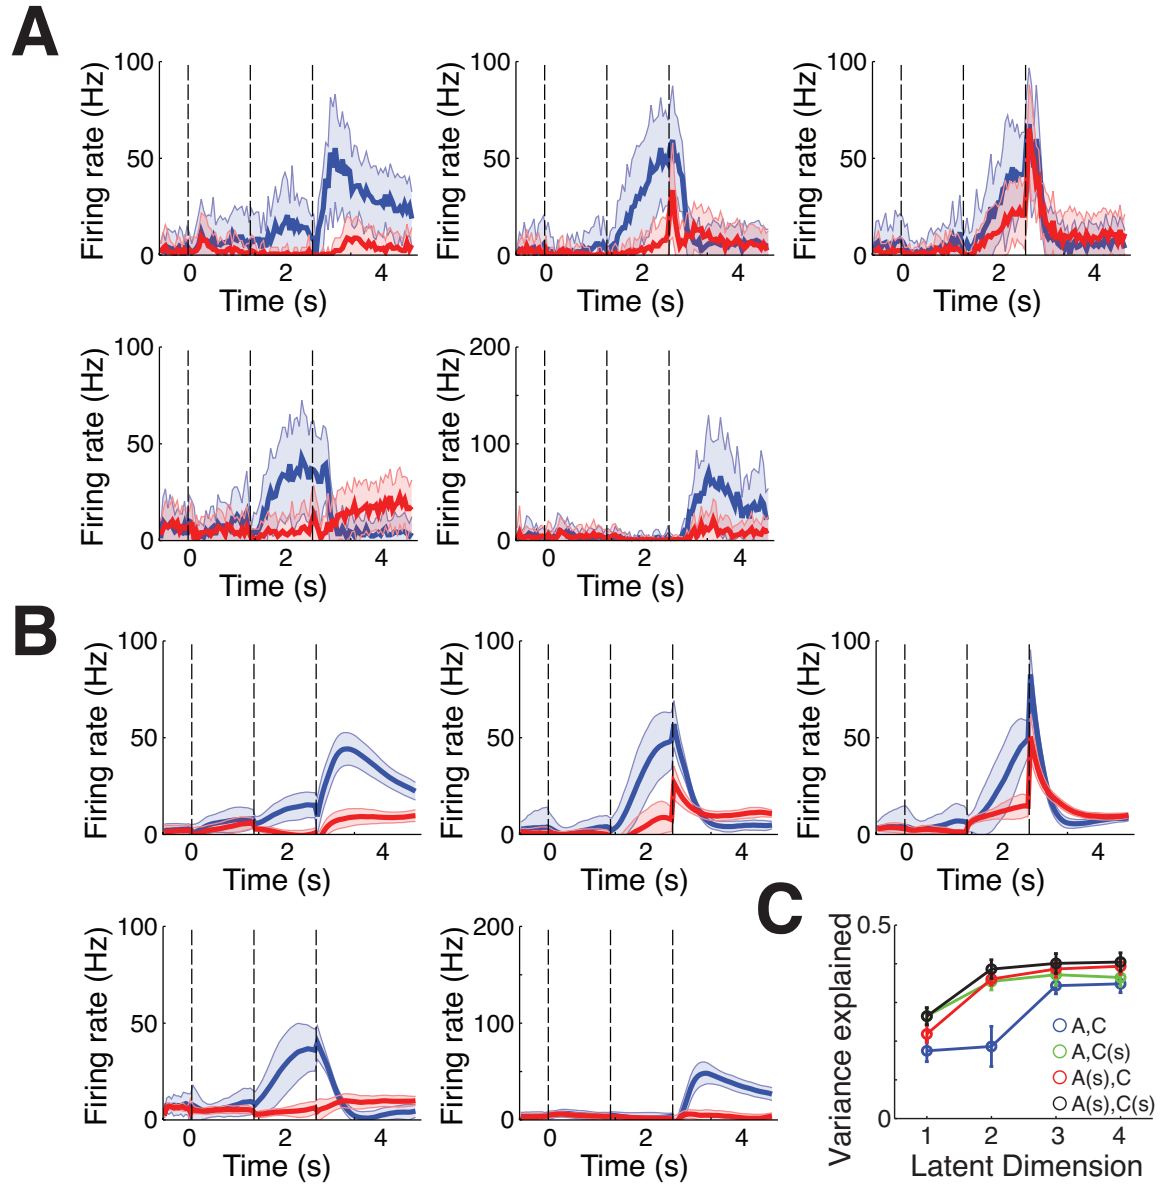 A
100 100 100
50 50 50
0 0 0
Firing rate (Hz) Firing rate (Hz) Firing rate (Hz)
0 2 4 0 2 4 0 2 4
Time (s) Time (s) Time (s)
100 200
50 100
0 0
Firing rate (Hz) Firing rate (Hz)
0 2 4 0 2 4
Time (s) Time (s)
B
100 100 100
50 50 50
0 0 0
Firing rate (Hz) Firing rate (Hz) Firing rate (Hz)
0 2 4 0 2 4 0 2 4
Time (s) Time (s) Time (s)
100 200
50 100
0 0
Firing rate (Hz) Firing rate (Hz)
0 2 4 0 2 4
Time (s) Time (s)
C
0.5
0
Variance explained
A,C
A,C(s)
A(s),C
A(s),C(s)
1 2 3 4
Latent Dimension